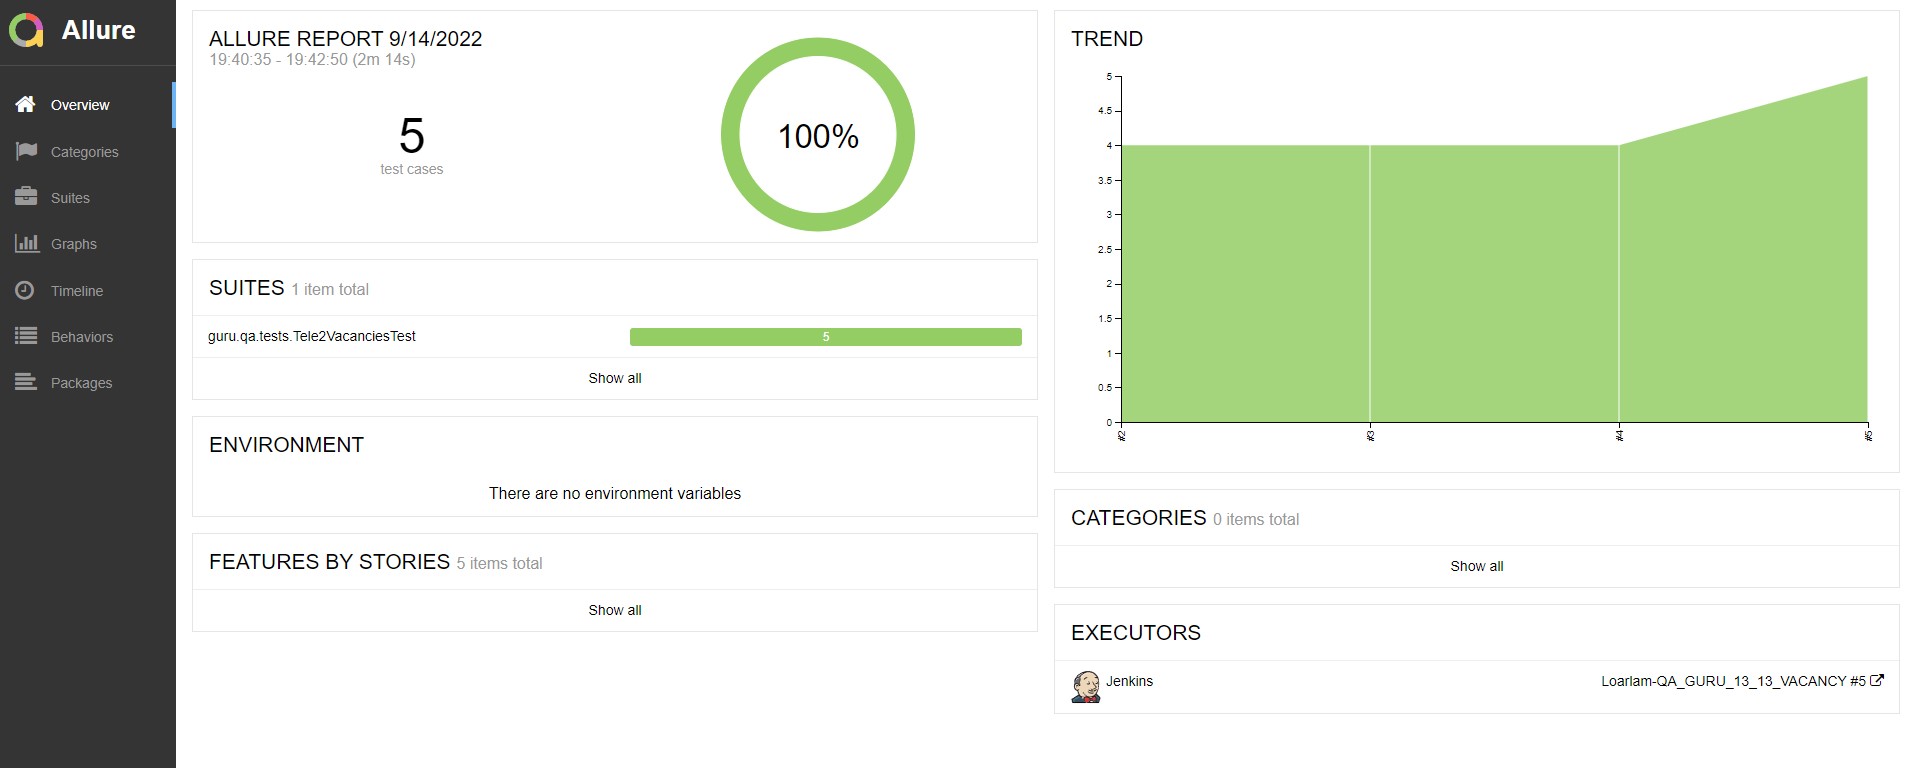 Allure
Overview
Categories
Suites
Graphs
Timeline
Behaviors
Packages
ALLURE REPORT 9/14/2022
19:40:35 - 19:42:50 (2m 14s)
5
test cases
100%
SUITES 1 item total
guru.qa.tests.Tele2VacanciesTest 5
Show all
ENVIRONMENT
There are no environment variables
FEATURES BY STORIES 5 items total
Show all
TREND
5
4.5
4
3.5
3
2.5
2
1.5
1
0.5
0
#2 #3 #4 #5
CATEGORIES 0 items total
Show all
EXECUTORS
Jenkins Loarlam-QA_GURU_13_13_VACANCY #5